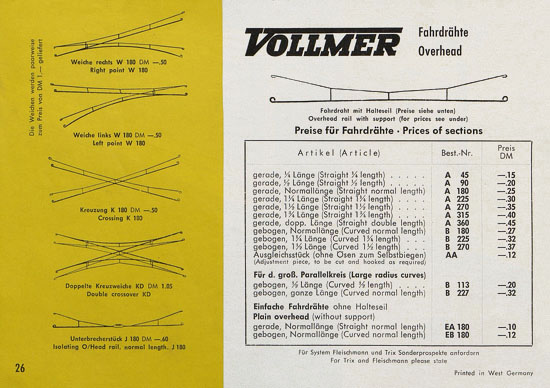 Die Weichen werden paarweise
zum Preis von DM 1.— geliefert
Weiche rechts W 180 DM —.50
Right point W 180
Weiche links W 180 DM —.50
Left point W 180
Kreuzung K 180 DM —.50
Crossing K 180
Doppelte Kreuzweiche KD DM 1.05
Double crossover KD
Unterbrecherstück J 180 DM —.60
Isolating O/Head rail, normal length. J 180
26
VOLLMER
Fahrdrähte
Overhead
Fahrdraht mit Halteseil (Preise siehe unten)
Overhead rail with support (for prices see under)
Preise für Fahrdrähte · Prices of sections
Artikel (Article) Best.-Nr. Preis DM
gerade, ¼ Länge (Straight ¼ length) . . . . . A 45 —.15
gerade, ½ Länge (Straight ½ length) . . . . . A 90 —.20
gerade, Normallänge (Straight normal length) A 180 —.25
gerade, 1¼ Länge (Straight 1¼ length) . . . . A 225 —.30
gerade, 1½ Länge (Straight 1½ length) . . . . A 270 —.35
gerade, 1¾ Länge (Straight 1¾ length) . . . . A 315 —.40
gerade, dopp. Länge (Straight double length) A 360 —.45
gebogen, Normallänge (Curved normal length) B 180 —.27
gebogen, 1¼ Länge (Curved 1¼ length) . . . . B 225 —.32
gebogen, 1½ Länge (Curved 1½ length) . . . . B 270 —.37
Ausgleichsstück (ohne Ösen zum Selbstbiegen) AA —.12
(Adjustment piece, to be cut and hooked as required)
Für d. groß. Parallelkreis (Large radius curves)
gebogen, ½ Länge (Curved ½ length) . . . . . B 113 —.20
gebogen, ganze Länge (Curved normal length) B 227 —.32
Einfache Fahrdrähte ohne Halteseil
Plain overhead (without support)
gerade, Normallänge (Straight normal length) EA 180 —.10
gebogen, Normallänge (Curved normal length) EB 180 —.12
Für System Fleischmann und Trix Sonderprospekte anfordern
For Trix and Fleischmann please state
Printed in West Germany